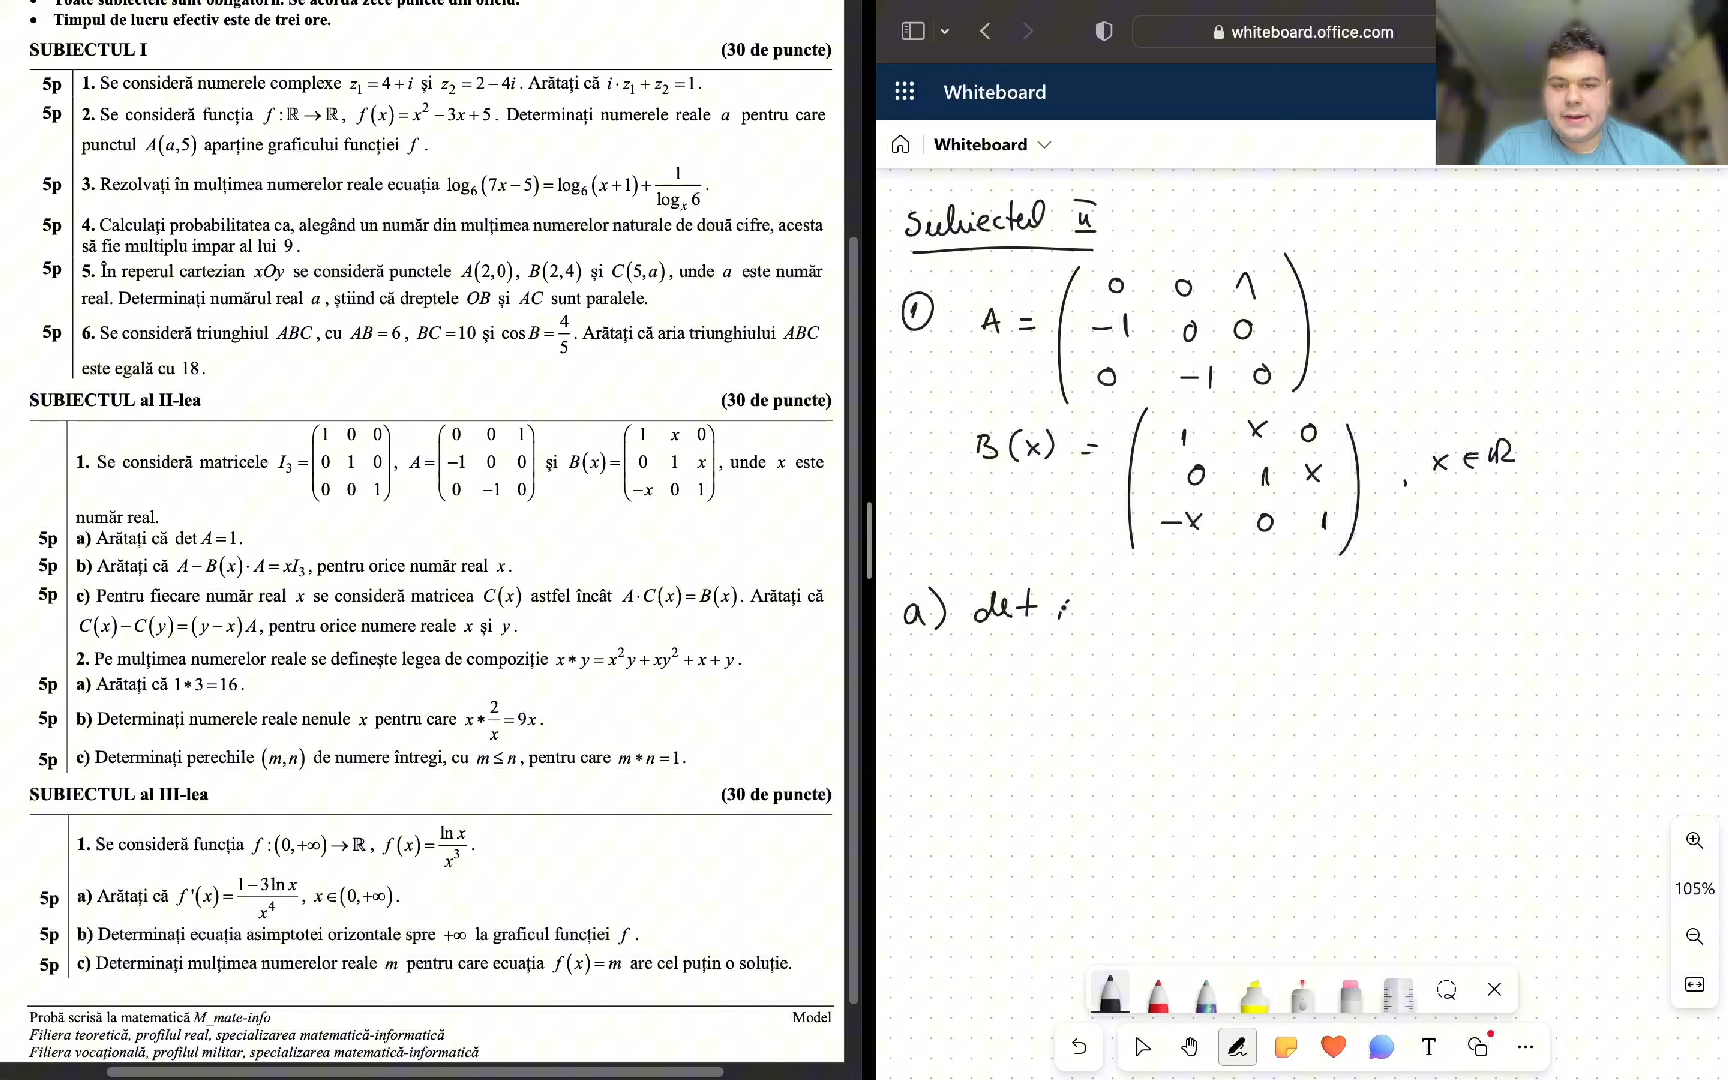 • Toate subiectele sunt obligatorii. Se acordă zece puncte din oficiu.
• Timpul de lucru efectiv este de trei ore.
SUBIECTUL I (30 de puncte)
5p 1. Se consideră numerele complexe z₁ = 4 + i și z₂ = 2 − 4i. Arătați că i · z₁ + z₂ = 1.
5p 2. Se consideră funcția f : ℝ → ℝ, f(x) = x² − 3x + 5. Determinați numerele reale a pentru care
punctul A(a,5) aparține graficului funcției f.
5p 3. Rezolvați în mulțimea numerelor reale ecuația log₆(7x − 5) = log₆(x + 1) + 1/logₓ6.
5p 4. Calculați probabilitatea ca, alegând un număr din mulțimea numerelor naturale de două cifre, acesta
să fie multiplu impar al lui 9.
5p 5. În reperul cartezian xOy se consideră punctele A(2,0), B(2,4) și C(5,a), unde a este număr
real. Determinați numărul real a, știind că dreptele OB și AC sunt paralele.
5p 6. Se consideră triunghiul ABC, cu AB = 6, BC = 10 și cos B = 4/5. Arătați că aria triunghiului ABC
este egală cu 18.
SUBIECTUL al II-lea (30 de puncte)
1. Se consideră matricele I₃ = (1 0 0; 0 1 0; 0 0 1), A = (0 0 1; −1 0 0; 0 −1 0) și B(x) = (1 x 0; 0 1 x; −x 0 1), unde x este
număr real.
5p a) Arătați că det A = 1.
5p b) Arătați că A − B(x) · A = xI₃, pentru orice număr real x.
5p c) Pentru fiecare număr real x se consideră matricea C(x) astfel încât A · C(x) = B(x). Arătați că
C(x) − C(y) = (y − x)A, pentru orice numere reale x și y.
2. Pe mulțimea numerelor reale se definește legea de compoziție x * y = x²y + xy² + x + y.
5p a) Arătați că 1 * 3 = 16.
5p b) Determinați numerele reale nenule x pentru care x * 2/x = 9x.
5p c) Determinați perechile (m,n) de numere întregi, cu m ≤ n, pentru care m * n = 1.
SUBIECTUL al III-lea (30 de puncte)
1. Se consideră funcția f : (0,+∞) → ℝ, f(x) = ln x/x³.
5p a) Arătați că f'(x) = (1 − 3ln x)/x⁴, x ∈ (0,+∞).
5p b) Determinați ecuația asimptotei orizontale spre +∞ la graficul funcției f.
5p c) Determinați mulțimea numerelor reale m pentru care ecuația f(x) = m are cel puțin o soluție.
Probă scrisă la matematică M_mate-info Model
Filiera teoretică, profilul real, specializarea matematică-informatică
Filiera vocațională, profilul militar, specializarea matematică-informatică
whiteboard.office.com
Whiteboard
Whiteboard
Subiectul II
1 A = (0 0 1; −1 0 0; 0 −1 0)
B(x) = (1 x 0; 0 1 x; −x 0 1), x ∈ ℝ
a) det
105%
T